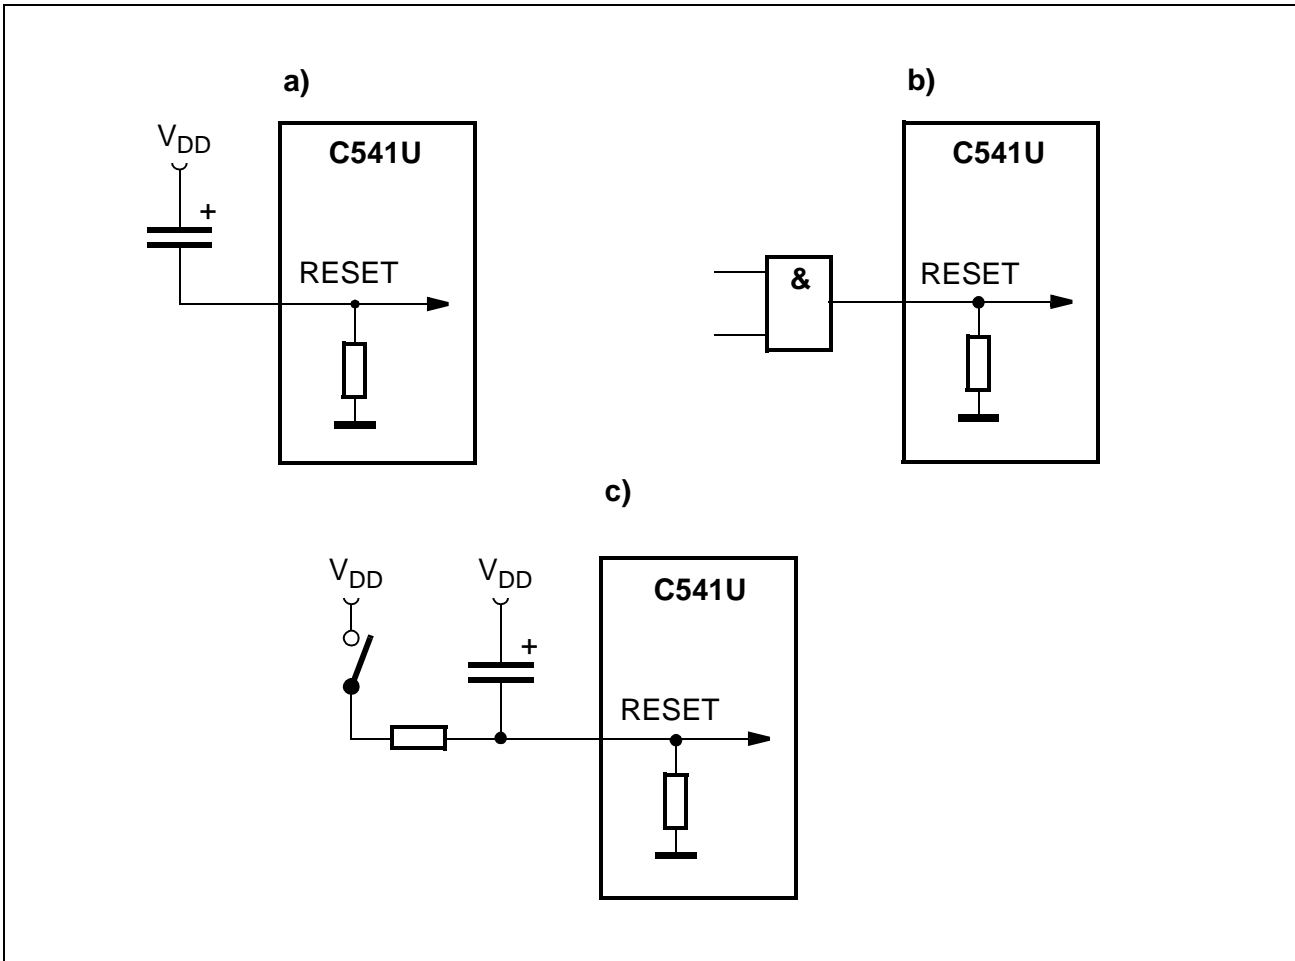 a)
VDD
C541U
+
RESET
b)
C541U
&
RESET
c)
VDD
VDD
C541U
+
RESET